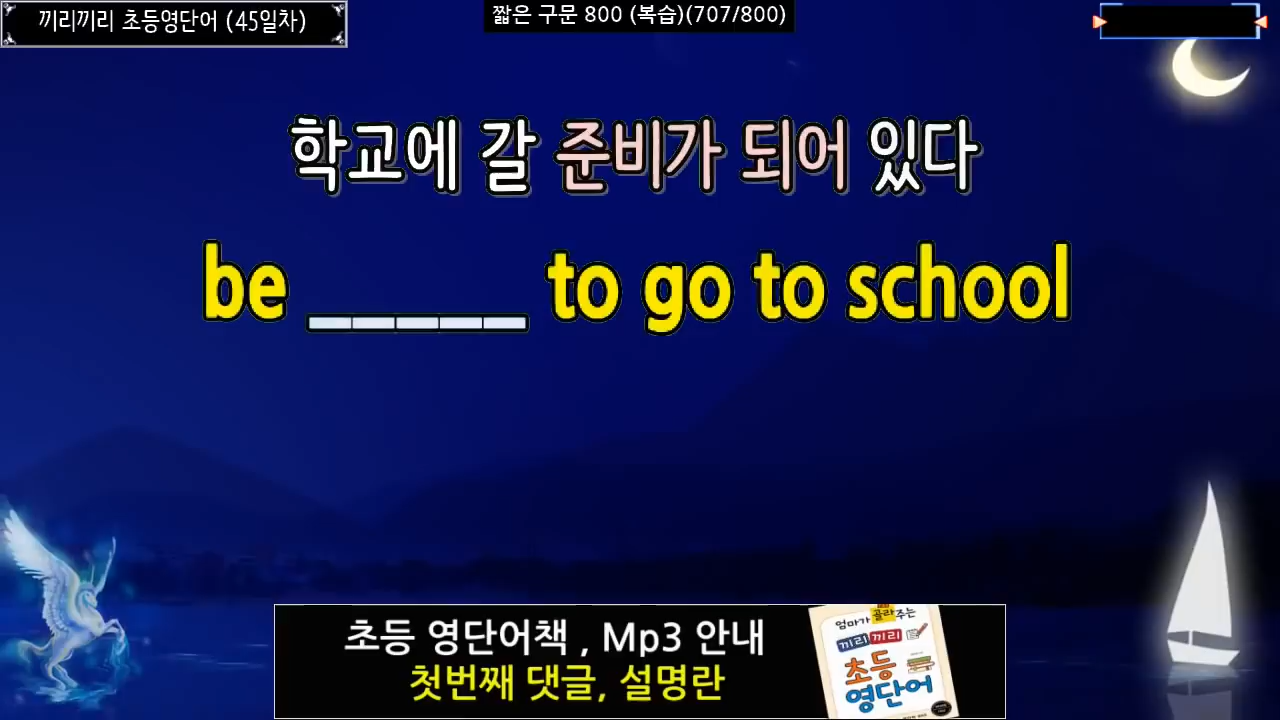 끼리끼리 초등영단어 (45일차)
짧은 구문 800 (복습)(707/800)
학교에 갈 준비가 되어 있다
be _____ to go to school
초등 영단어책 , Mp3 안내
첫번째 댓글, 설명란
엄마가 골라주는
끼리끼리
초등
영단어